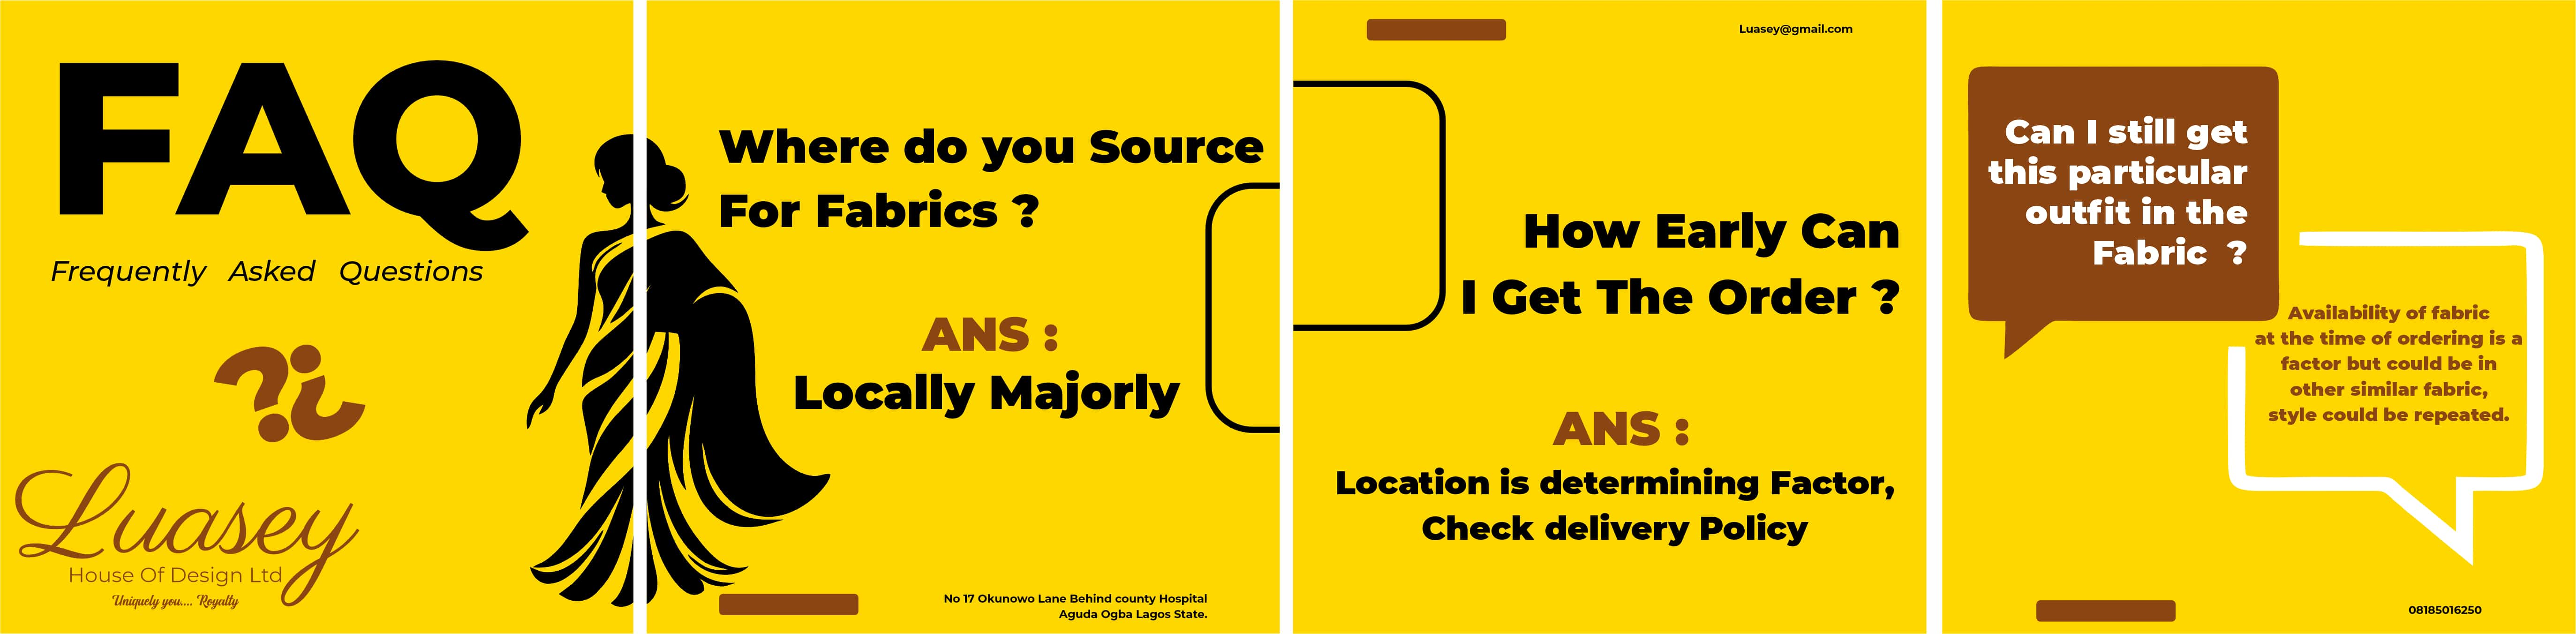 FAQ
Frequently Asked Questions
?¿
Luasey
House Of Design Ltd
Uniquely you.... Royalty
Where do you Source
For Fabrics ?
ANS :
Locally Majorly
No 17 Okunowo Lane Behind county Hospital
Aguda Ogba Lagos State.
Luasey@gmail.com
How Early Can
I Get The Order ?
ANS :
Location is determining Factor,
Check delivery Policy
Can I still get
this particular
outfit in the
Fabric ?
Availability of fabric
at the time of ordering is a
factor but could be in
other similar fabric,
style could be repeated.
08185016250